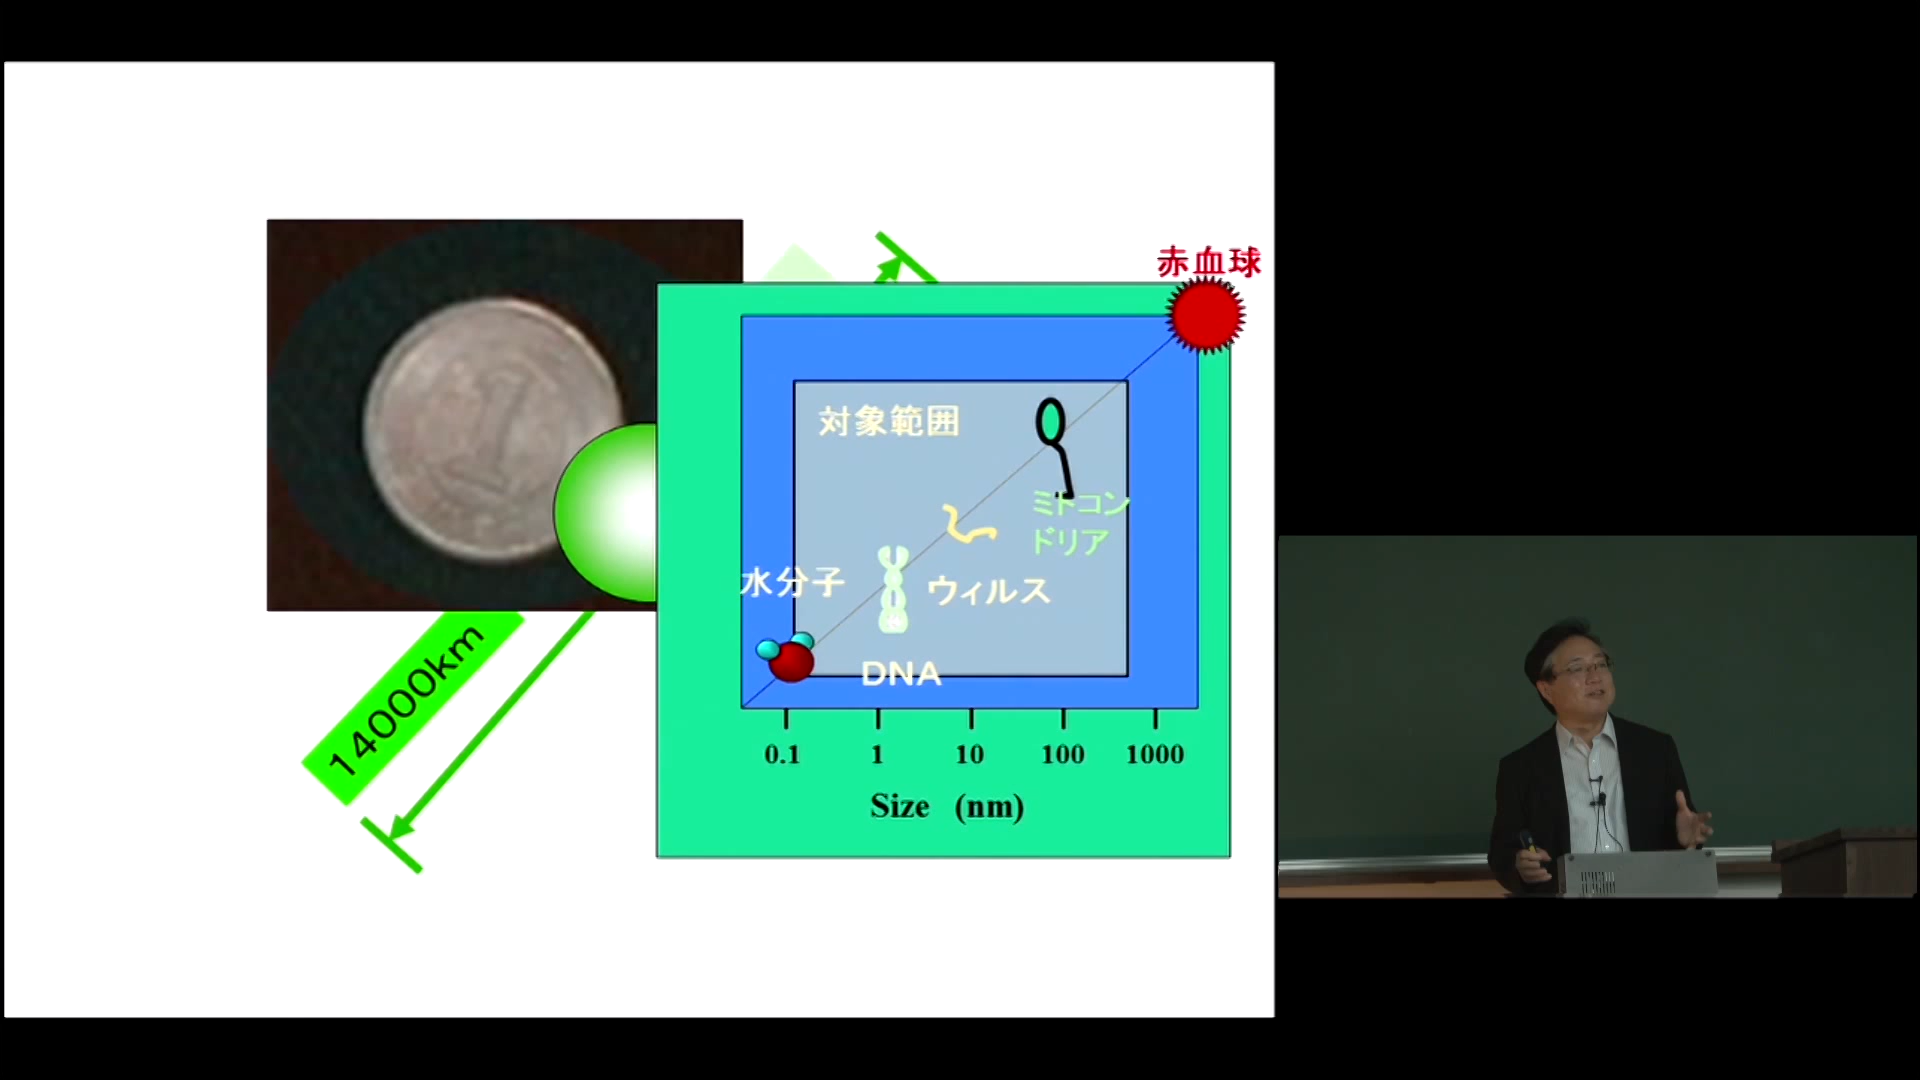 赤血球
対象範囲
ミトコン
ドリア
水分子
ウィルス
DNA
14000km
0.1 1 10 100 1000
Size (nm)
1